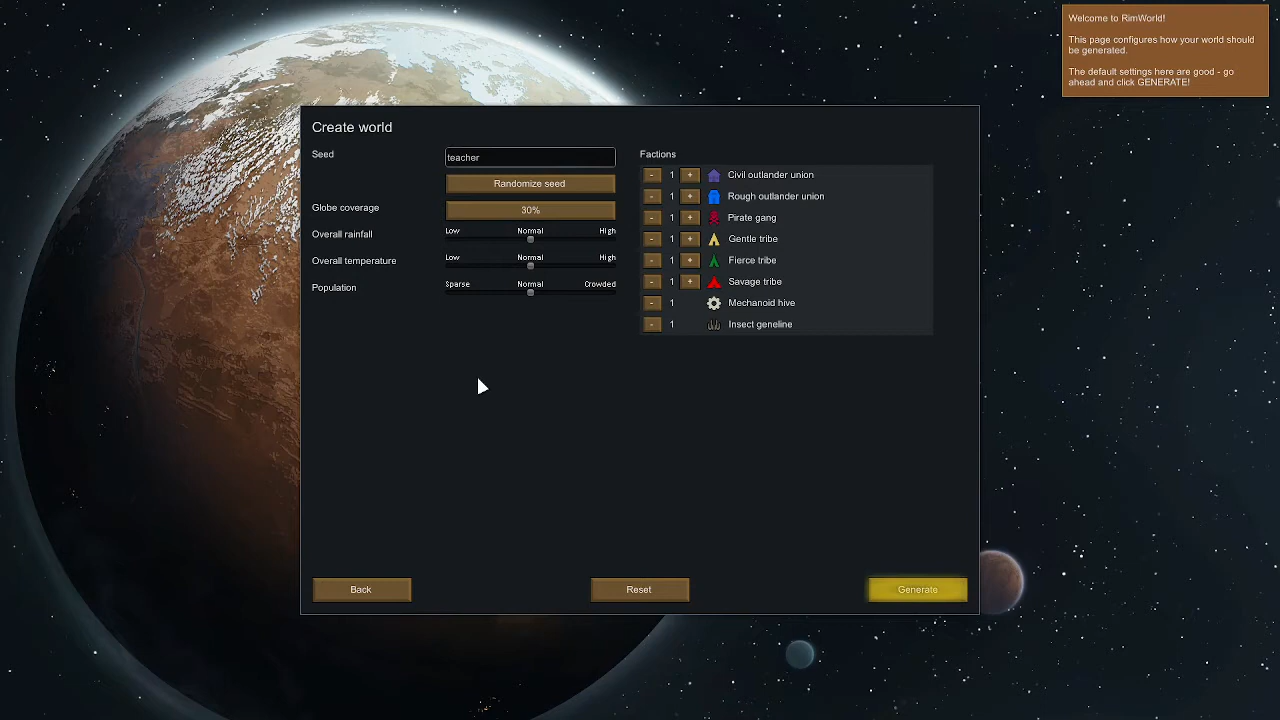 Welcome to RimWorld!
This page configures how your world should
be generated.
The default settings here are good - go
ahead and click GENERATE!
Create world
Seed
teacher
Randomize seed
Globe coverage
30%
Overall rainfall
Low Normal High
Overall temperature
Low Normal High
Population
Sparse Normal Crowded
Factions
- 1 + Civil outlander union
- 1 + Rough outlander union
- 1 + Pirate gang
- 1 + Gentle tribe
- 1 + Fierce tribe
- 1 + Savage tribe
- 1 Mechanoid hive
- 1 Insect geneline
Back
Reset
Generate